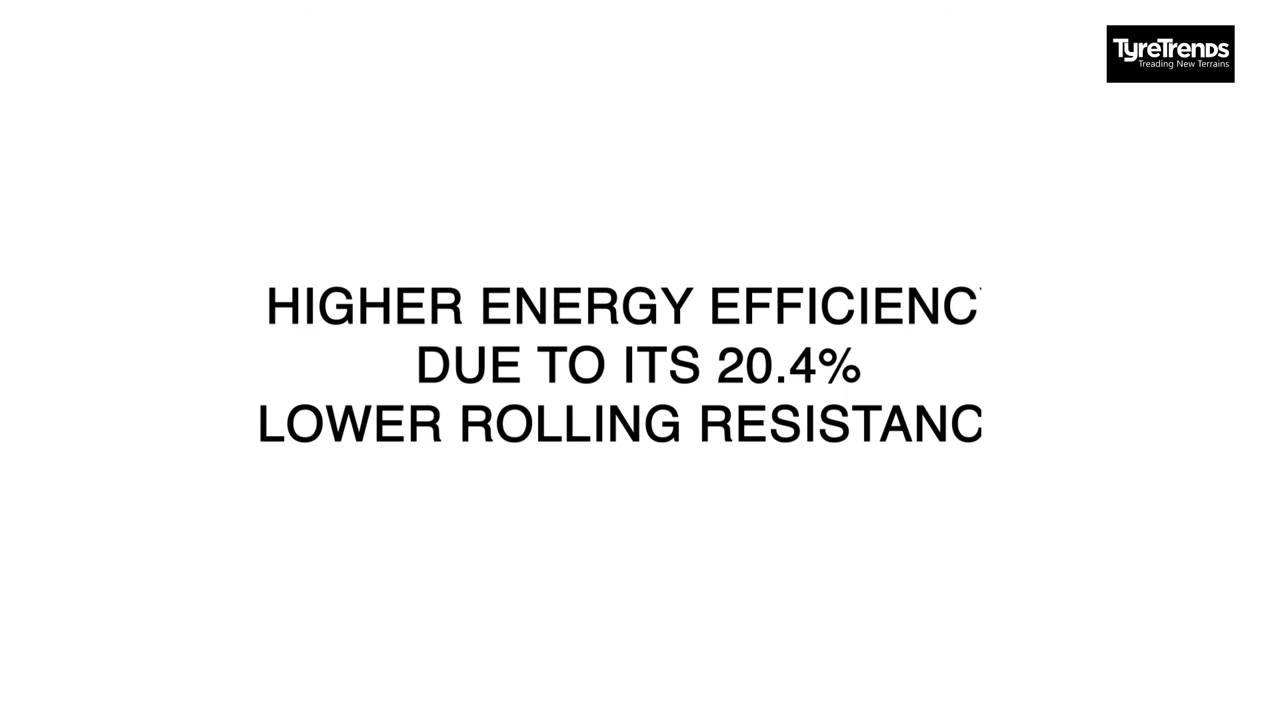 TyreTrends
Treading New Terrains
HIGHER ENERGY EFFICIENC
DUE TO ITS 20.4%
LOWER ROLLING RESISTANC